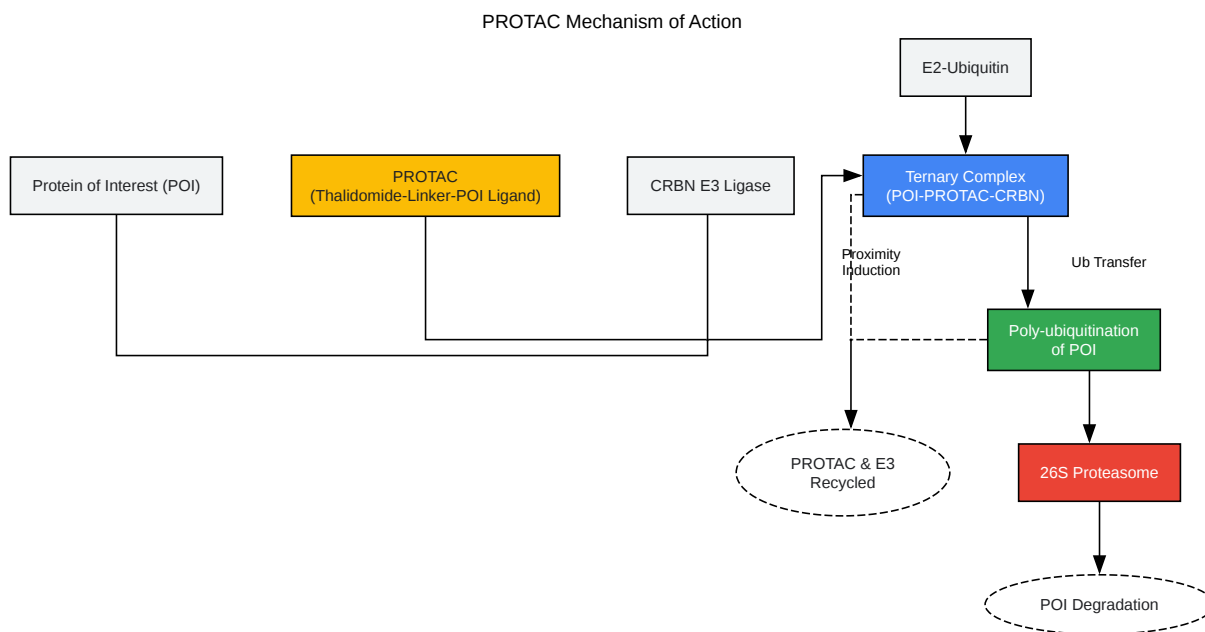 PROTAC Mechanism of Action
E2-Ubiquitin
Protein of Interest (POI)
PROTAC
(Thalidomide-Linker-POI Ligand)
CRBN E3 Ligase
Ternary Complex
(POI-PROTAC-CRBN)
Proximity
Induction
Ub Transfer
Poly-ubiquitination
of POI
PROTAC & E3
Recycled
26S Proteasome
POI Degradation